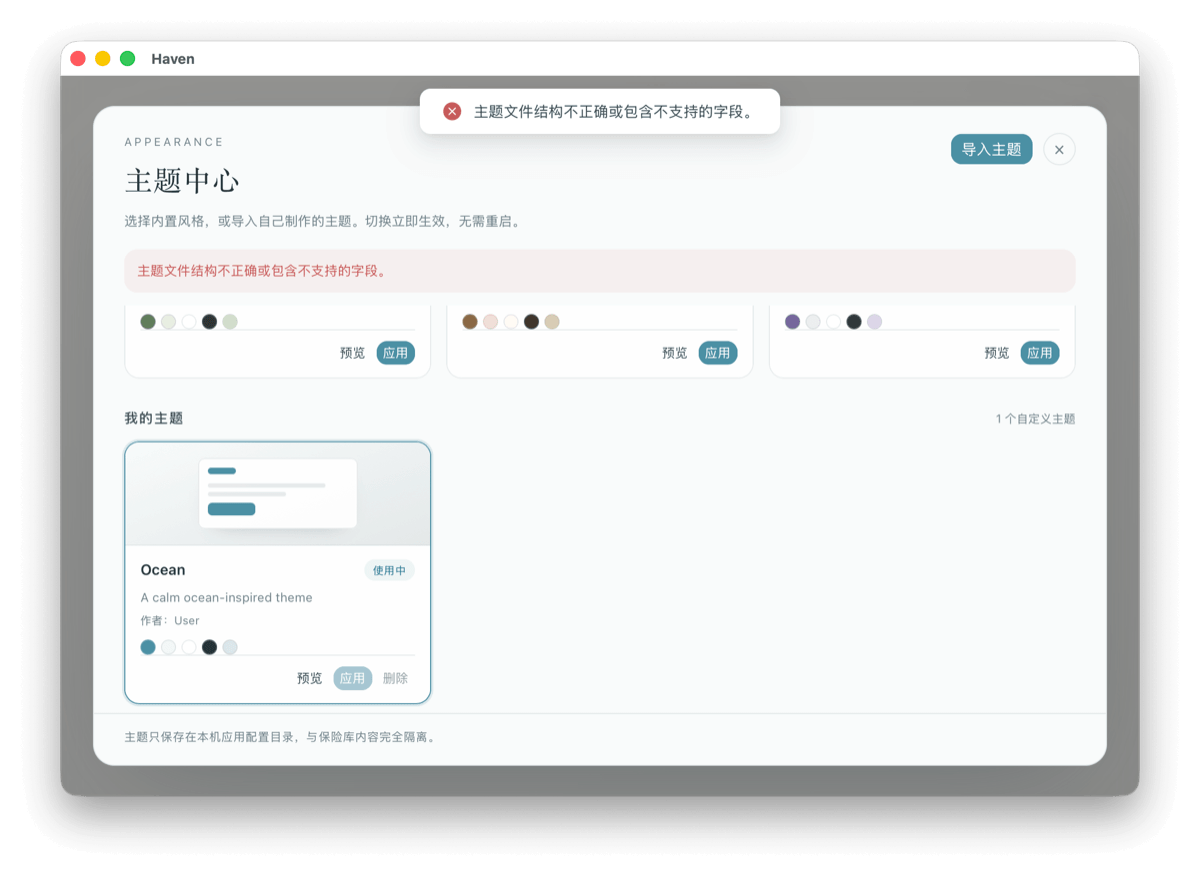 Haven
主题文件结构不正确或包含不支持的字段。
APPEARANCE
导入主题
主题中心
选择内置风格，或导入自己制作的主题。切换立即生效，无需重启。
主题文件结构不正确或包含不支持的字段。
预览 应用
预览 应用
预览 应用
我的主题
1 个自定义主题
Ocean
使用中
A calm ocean-inspired theme
作者：User
预览 应用 删除
主题只保存在本机应用配置目录，与保险库内容完全隔离。